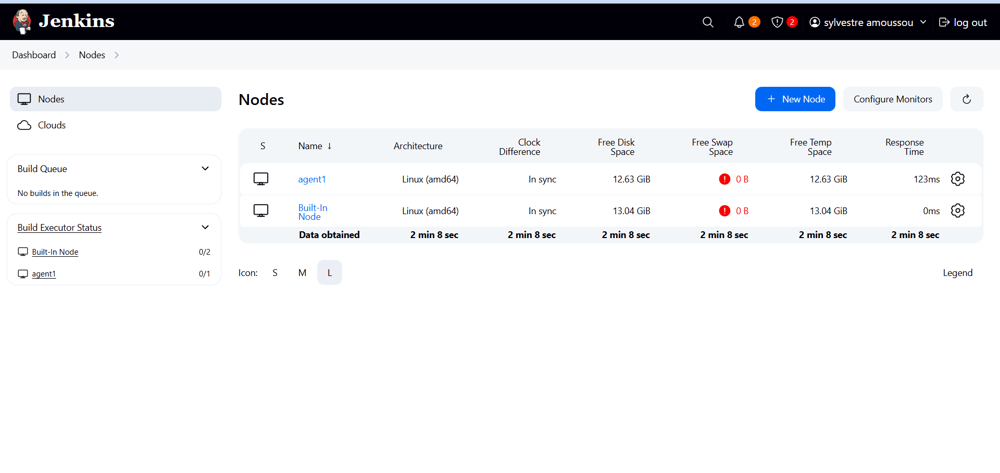 Jenkins
2
2
sylvestre amoussou
log out
Dashboard
Nodes
Nodes
Clouds
Build Queue
No builds in the queue.
Build Executor Status
Built-In Node 0/2
agent1 0/1
Nodes
New Node
Configure Monitors
S Name ↓ Architecture Clock Difference Free Disk Space Free Swap Space Free Temp Space Response Time
agent1 Linux (amd64) In sync 12.63 GiB 0 B 12.63 GiB 123ms
Built-In Node Linux (amd64) In sync 13.04 GiB 0 B 13.04 GiB 0ms
Data obtained 2 min 8 sec 2 min 8 sec 2 min 8 sec 2 min 8 sec 2 min 8 sec 2 min 8 sec
Icon: S M L
Legend